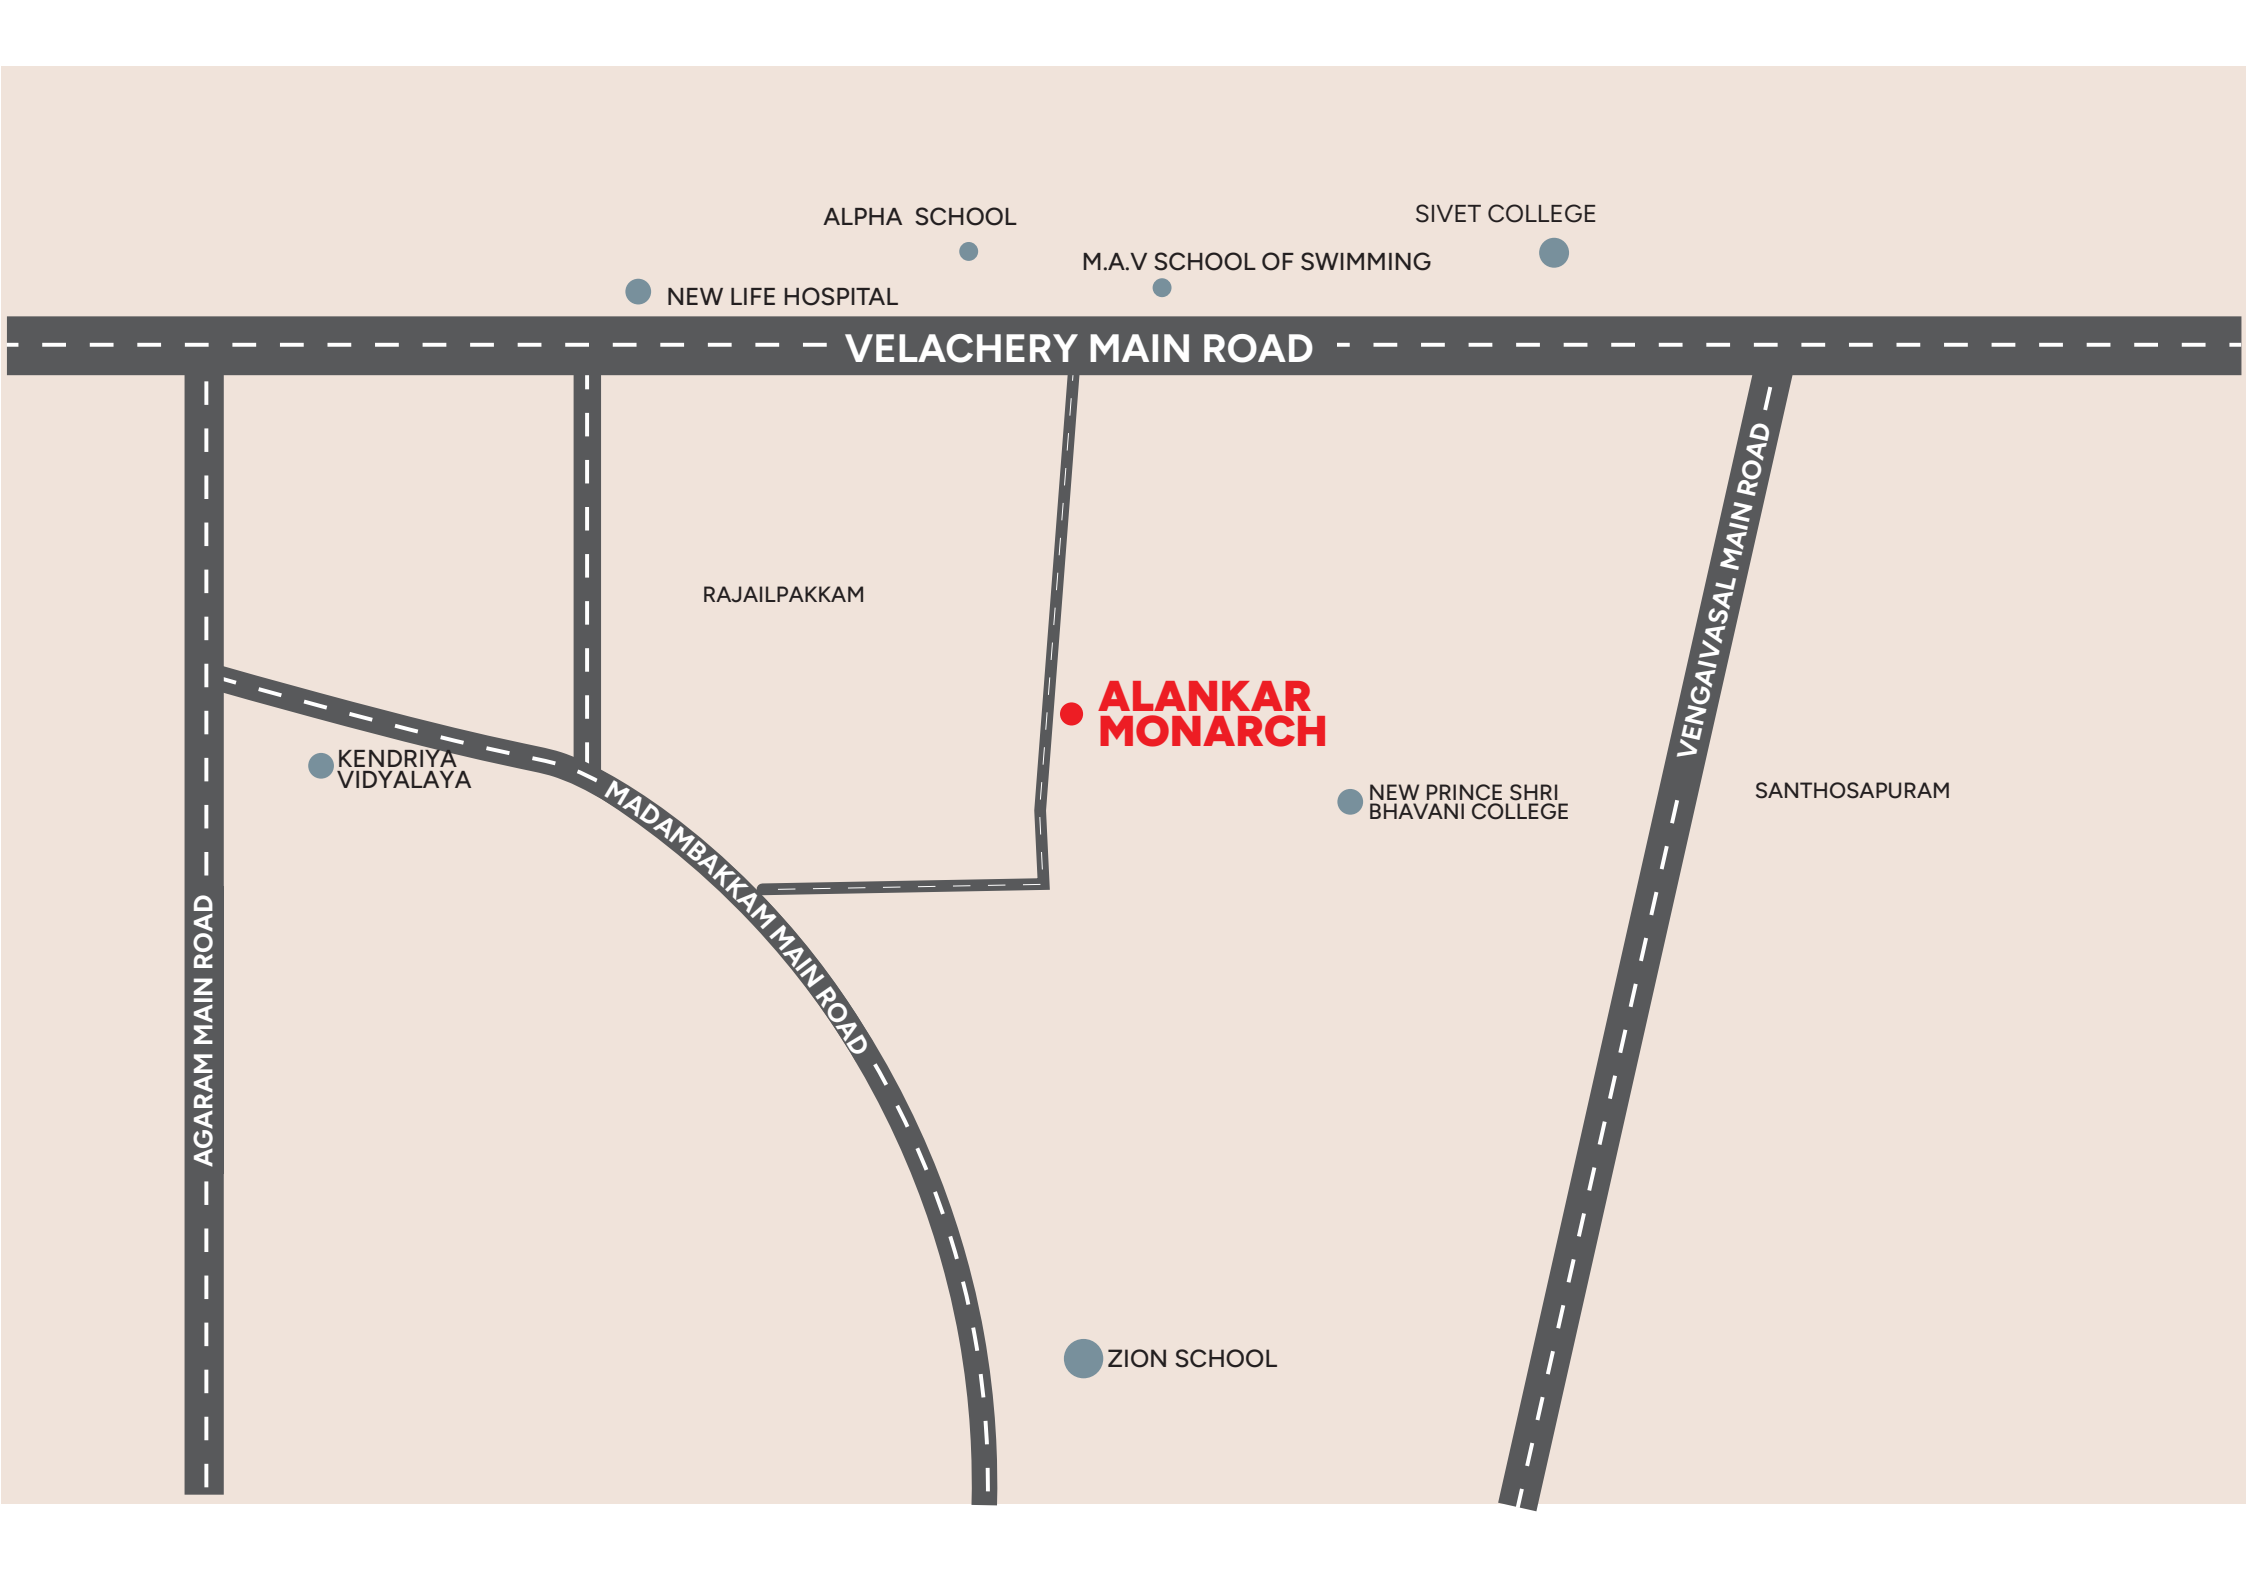 SIVET COLLEGE
ALPHA SCHOOL
M.A.V SCHOOL OF SWIMMING
NEW LIFE HOSPITAL
VELACHERY MAIN ROAD
VENGAIVASAL MAIN ROAD
RAJAILPAKKAM
ALANKAR
MONARCH
KENDRIYA
VIDYALAYA
NEW PRINCE SHRI
BHAVANI COLLEGE
SANTHOSAPURAM
MADAMBAKKAM MAIN ROAD
AGARAM MAIN ROAD
ZION SCHOOL